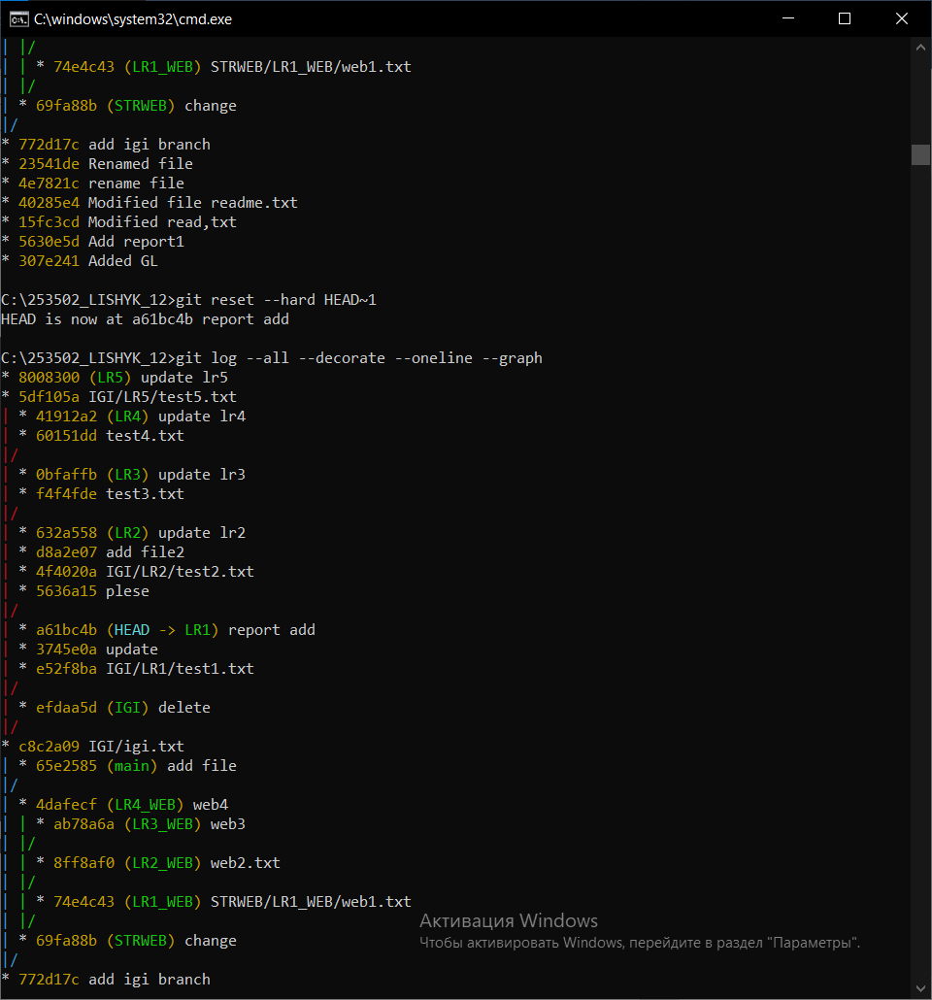 C:\windows\system32\cmd.exe
| |/
| | * 74e4c43 (LR1_WEB) STRWEB/LR1_WEB/web1.txt
| |/
| * 69fa88b (STRWEB) change
|/
* 772d17c add igi branch
* 23541de Renamed file
* 4e7821c rename file
* 40285e4 Modified file readme.txt
* 15fc3cd Modified read,txt
* 5630e5d Add report1
* 307e241 Added GL
C:\253502_LISHYK_12>git reset --hard HEAD~1
HEAD is now at a61bc4b report add
C:\253502_LISHYK_12>git log --all --decorate --oneline --graph
* 8008300 (LR5) update lr5
* 5df105a IGI/LR5/test5.txt
| * 41912a2 (LR4) update lr4
| * 60151dd test4.txt
|/
| * 0bfaffb (LR3) update lr3
| * f4f4fde test3.txt
|/
| * 632a558 (LR2) update lr2
| * d8a2e07 add file2
| * 4f4020a IGI/LR2/test2.txt
| * 5636a15 plese
|/
| * a61bc4b (HEAD -> LR1) report add
| * 3745e0a update
| * e52f8ba IGI/LR1/test1.txt
|/
| * efdaa5d (IGI) delete
|/
* c8c2a09 IGI/igi.txt
| * 65e2585 (main) add file
|/
| * 4dafecf (LR4_WEB) web4
| | * ab78a6a (LR3_WEB) web3
| |/
| | * 8ff8af0 (LR2_WEB) web2.txt
| |/
| | * 74e4c43 (LR1_WEB) STRWEB/LR1_WEB/web1.txt
| |/
| * 69fa88b (STRWEB) change
|/
* 772d17c add igi branch
Активация Windows
Чтобы активировать Windows, перейдите в раздел "Параметры".